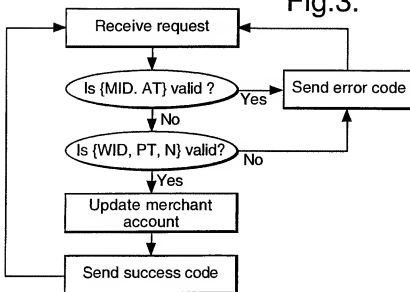 Fig.3.
Receive request
Is {MID. AT} valid ?
Yes
Send error code
No
Is {WID, PT, N} valid?
No
Yes
Update merchant
account
Send success code